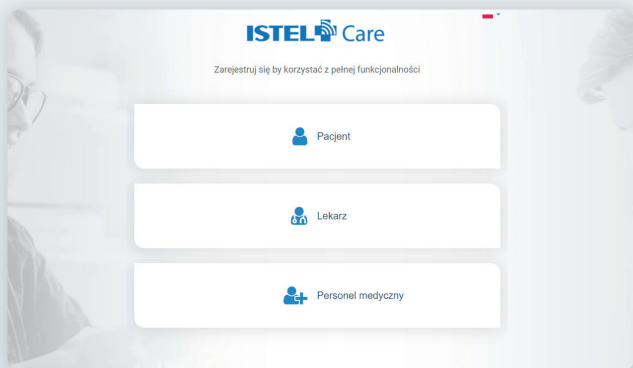 ISTEL Care
Zarejestruj się by korzystać z pełnej funkcjonalności
Pacjent
Lekarz
Personel medyczny